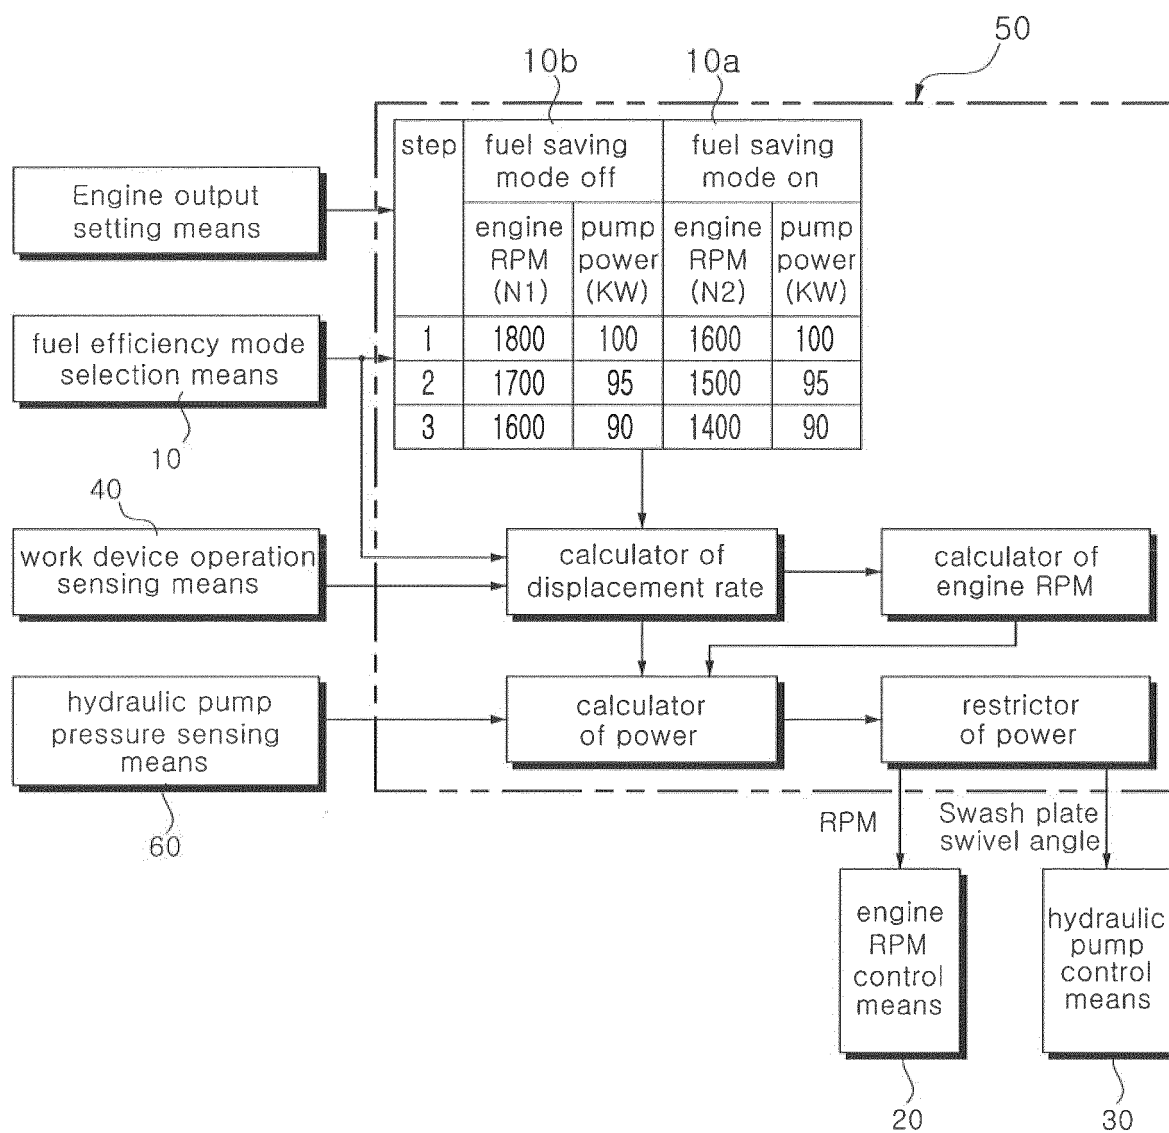 50
10b
10a
step
fuel saving
mode off
fuel saving
mode on
engine
RPM
(N1)
pump
power
(KW)
engine
RPM
(N2)
pump
power
(KW)
1 1800 100 1600 100
2 1700 95 1500 95
3 1600 90 1400 90
Engine output
setting means
fuel efficiency mode
selection means
10
40
work device operation
sensing means
calculator of
displacement rate
calculator of
engine RPM
hydraulic pump
pressure sensing
means
60
calculator
of power
restrictor
of power
RPM
Swash plate
swivel angle
engine
RPM
control
means
hydraulic
pump
control
means
20
30